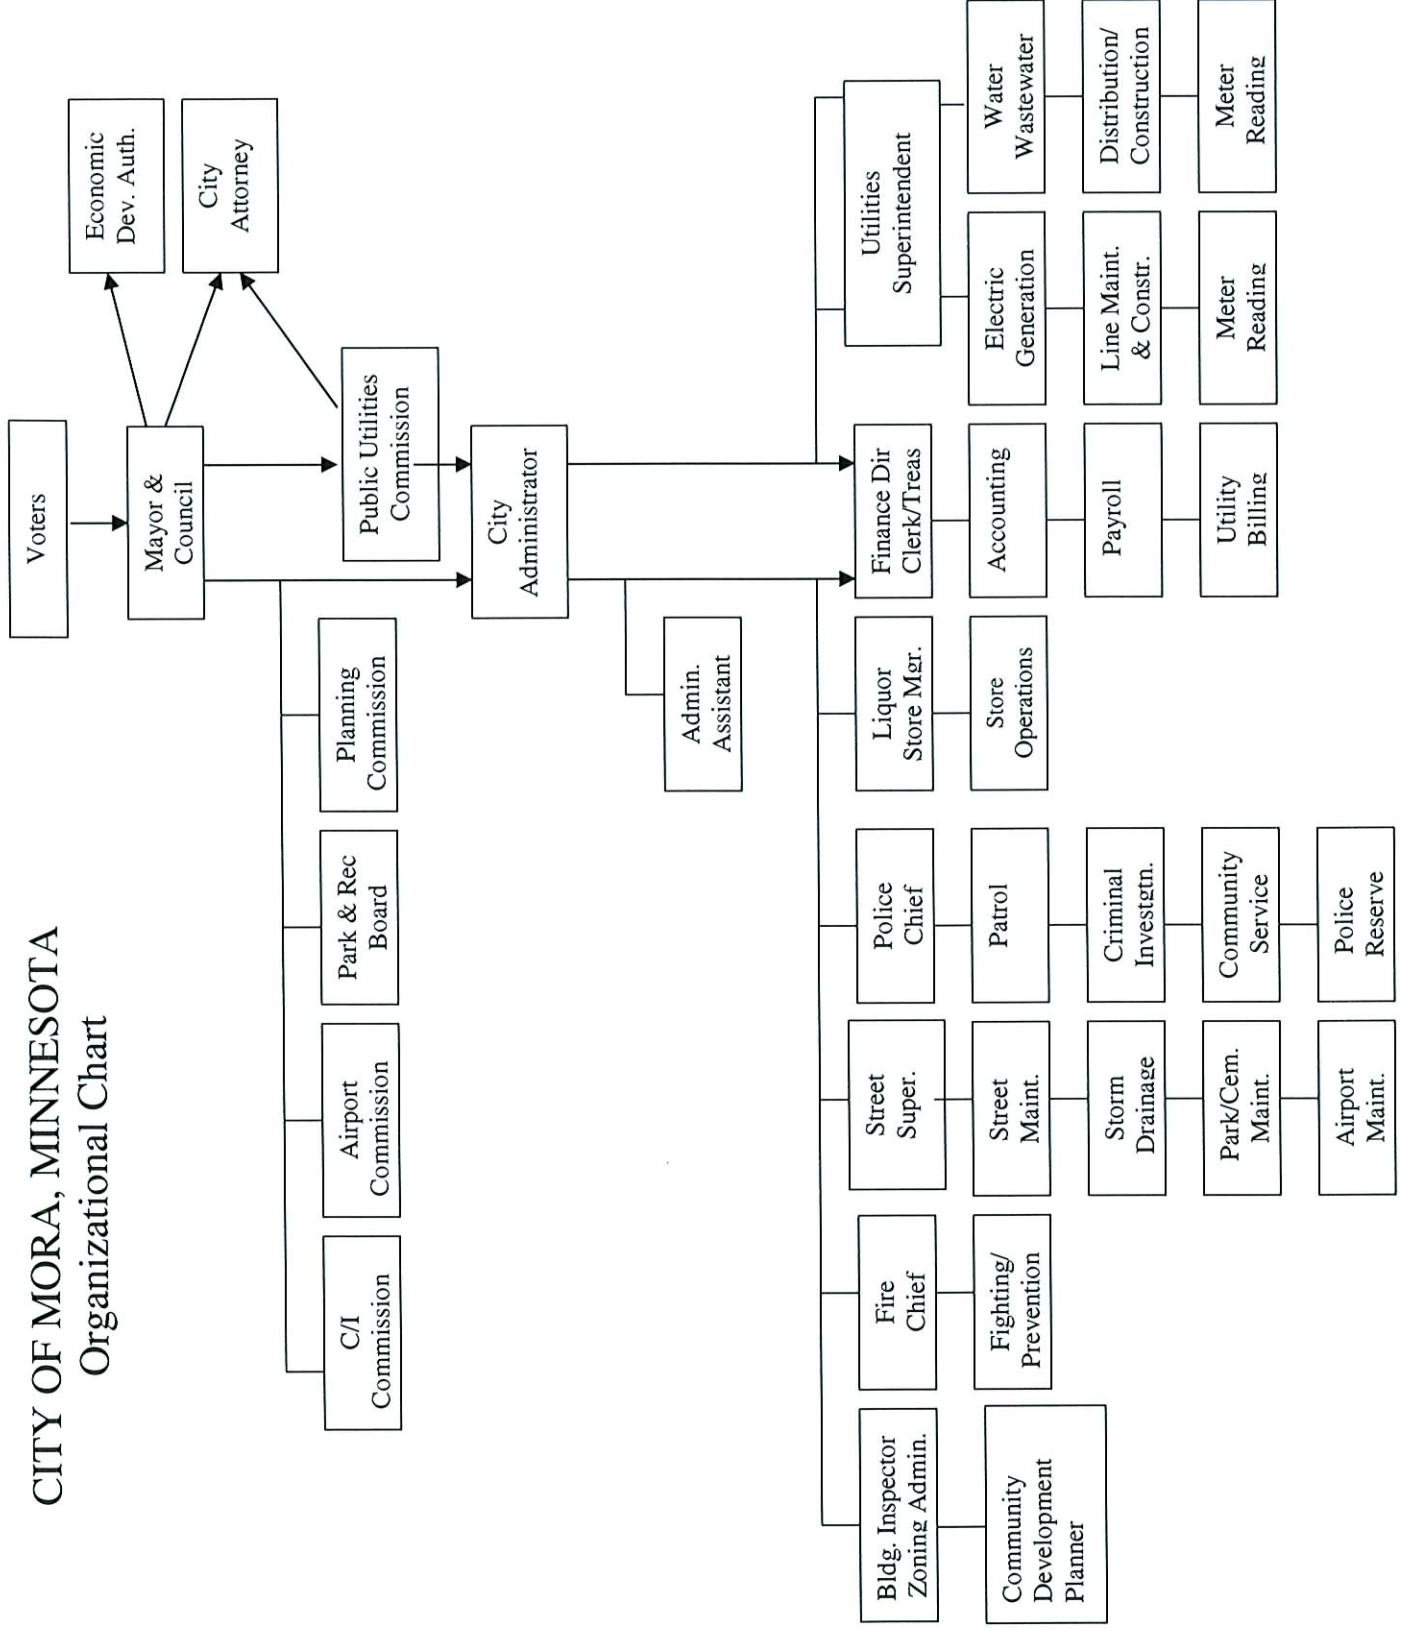 CITY OF MORA, MINNESOTA
Organizational Chart
Voters
Mayor &
Council
Economic
Dev. Auth.
City
Attorney
Public Utilities
Commission
C/I
Commission
Airport
Commission
Park & Rec
Board
Planning
Commission
City
Administrator
Admin.
Assistant
Bldg. Inspector
Zoning Admin.
Community
Development
Planner
Fire
Chief
Fighting/
Prevention
Street
Super.
Street
Maint.
Storm
Drainage
Park/Cem.
Maint.
Airport
Maint.
Police
Chief
Patrol
Criminal
Investgtn.
Community
Service
Police
Reserve
Liquor
Store Mgr.
Store
Operations
Finance Dir
Clerk/Treas
Accounting
Payroll
Utility
Billing
Utilities
Superintendent
Electric
Generation
Line Maint.
& Constr.
Meter
Reading
Water
Wastewater
Distribution/
Construction
Meter
Reading